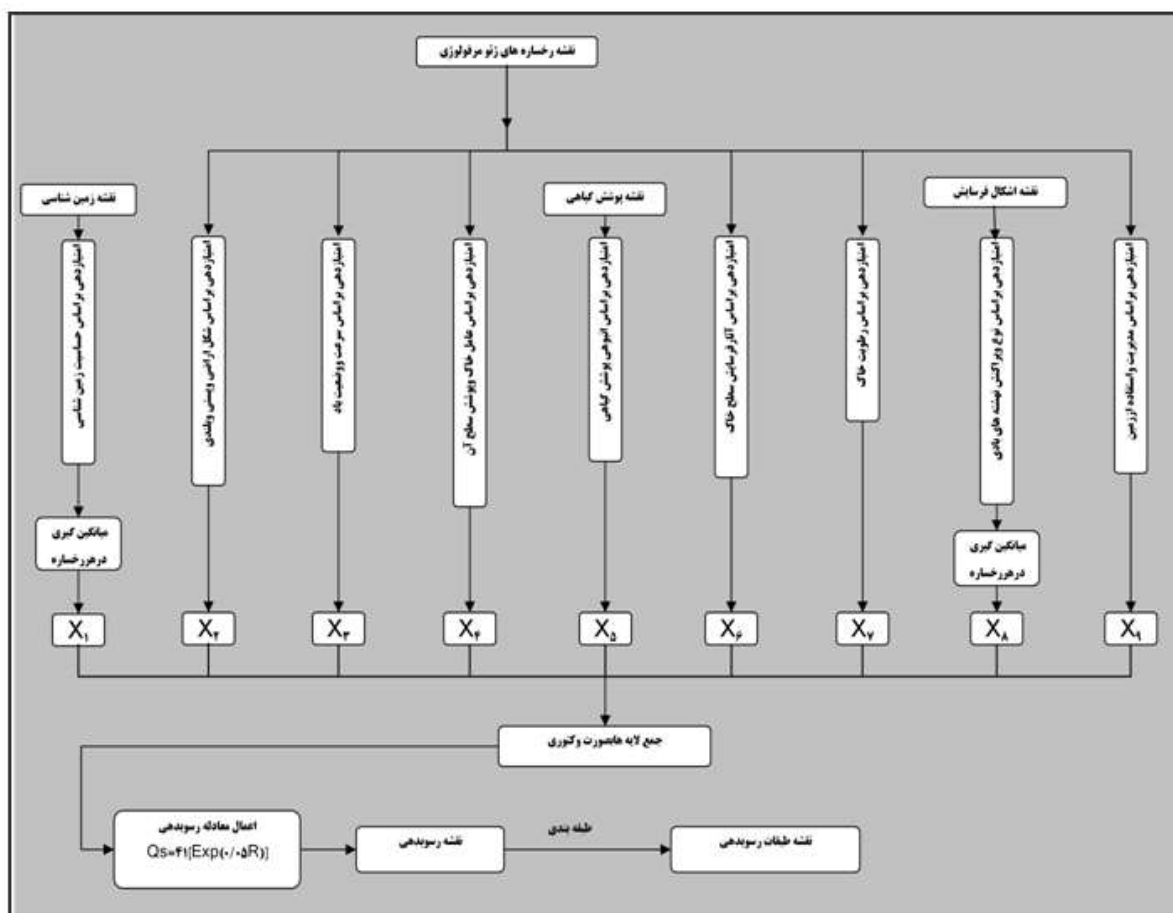 نقشه رخساره های ژئو مرفولوژی
نقشه زمین شناسی
نقشه پوشش گیاهی
نقشه اشکال فرسایش
امتیازدهی براساس حساسیت زمین شناسی
امتیازدهی براساس شکل اراضی وپستی وبلندی
امتیازدهی براساس سرعت ووضعیت باد
امتیازدهی براساس عامل خاک وپوشش سطح آن
امتیازدهی براساس انبوهی پوشش گیاهی
امتیازدهی براساس آثار فرسایش سطح خاک
امتیازدهی براساس رطوبت خاک
امتیازدهی براساس نوع وپراکنش نهشته های بادی
امتیازدهی براساس مدیریت واستفاده اززمین
میانگین گیری
درهررخساره
میانگین گیری
درهررخساره
X۱
X۲
X۳
X۴
X۵
X۶
X۷
X۸
X۹
جمع لایه هابصورت وکتوری
اعمال معادله رسوبدهی
Qs=۴۱[Exp(۰/۰۵R)]
نقشه رسوبدهی
طبقه بندی
نقشه طبقات رسوبدهی